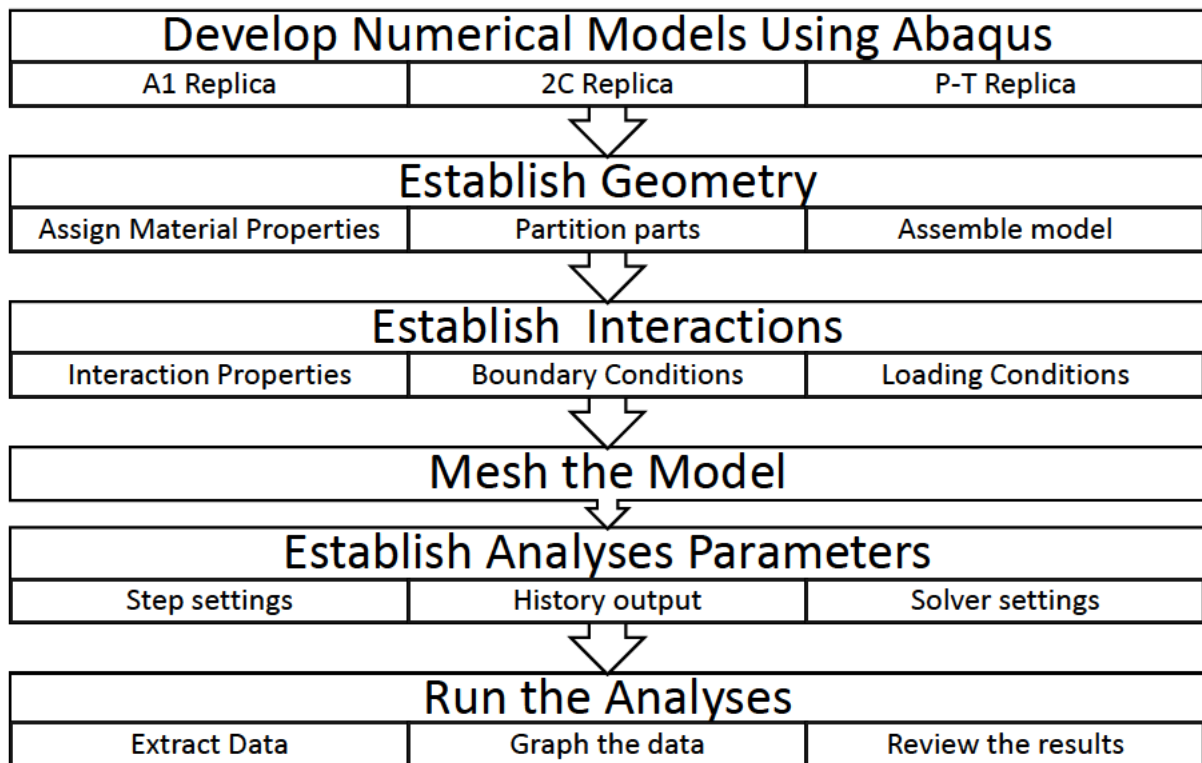 Develop Numerical Models Using Abaqus
A1 Replica
2C Replica
P-T Replica
Establish Geometry
Assign Material Properties
Partition parts
Assemble model
Establish  Interactions
Interaction Properties
Boundary Conditions
Loading Conditions
Mesh the Model
Establish Analyses Parameters
Step settings
History output
Solver settings
Run the Analyses
Extract Data
Graph the data
Review the results